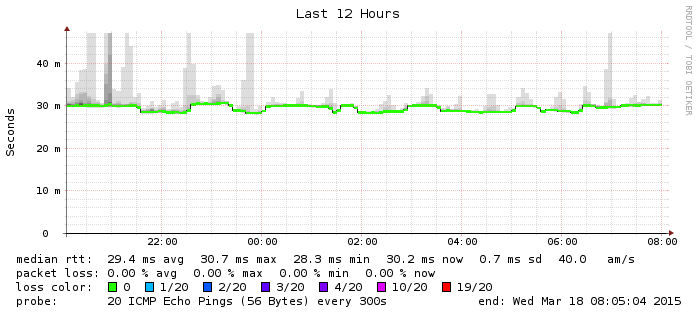 Last 12 Hours
RRDTOOL / TOBI OETIKER
Seconds
40 m
30 m
20 m
10 m
0
22:00 00:00 02:00 04:00 06:00 08:00
median rtt: 29.4 ms avg 30.7 ms max 28.3 ms min 30.2 ms now 0.7 ms sd 40.0 am/s
packet loss: 0.00 % avg 0.00 % max 0.00 % min 0.00 % now
loss color: 0 1/20 2/20 3/20 4/20 10/20 19/20
probe: 20 ICMP Echo Pings (56 Bytes) every 300s end: Wed Mar 18 08:05:04 2015